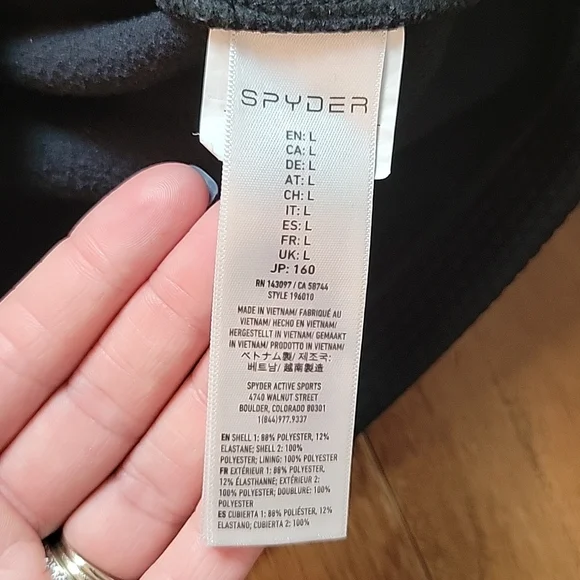 SPYDER
EN: L
CA: L
DE: L
AT: L
CH: L
IT: L
ES: L
FR: L
UK: L
JP: 160
RN 143097 / CA 58744
STYLE 196010
MADE IN VIETNAM/ FABRIQUÉ AU
VIETNAM/ HECHO EN VIETNAM/
HERGESTELLT IN VIETNAM/ GEMAAKT
IN VIETNAM/ PRODOTTO IN VIETNAM/
ベトナム製/ 제조국:
베트남/ 越南製造
SPYDER ACTIVE SPORTS
4740 WALNUT STREET
BOULDER, COLORADO 80301
1(844)977.9337
EN SHELL 1: 88% POLYESTER, 12%
ELASTANE; SHELL 2: 100%
POLYESTER; LINING: 100% POLYESTER
FR EXTÉRIEUR 1: 88% POLYESTER,
12% ÉLASTHANNE; EXTÉRIEUR 2:
100% POLYESTER; DOUBLURE: 100%
POLYESTER
ES CUBIERTA 1: 88% POLIÉSTER, 12%
ELASTANO; CUBIERTA 2: 100%